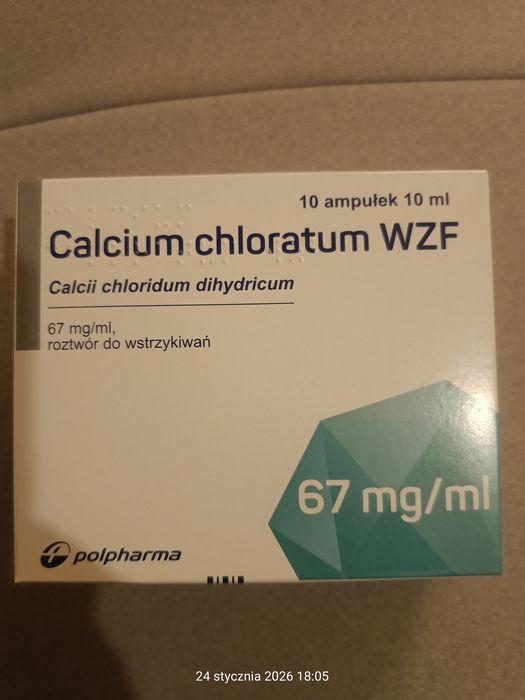 10 ampułek 10 ml
Calcium chloratum WZF
Calcii chloridum dihydricum
67 mg/ml,
roztwór do wstrzykiwań
67 mg/ml
polpharma
24 stycznia 2026 18:05